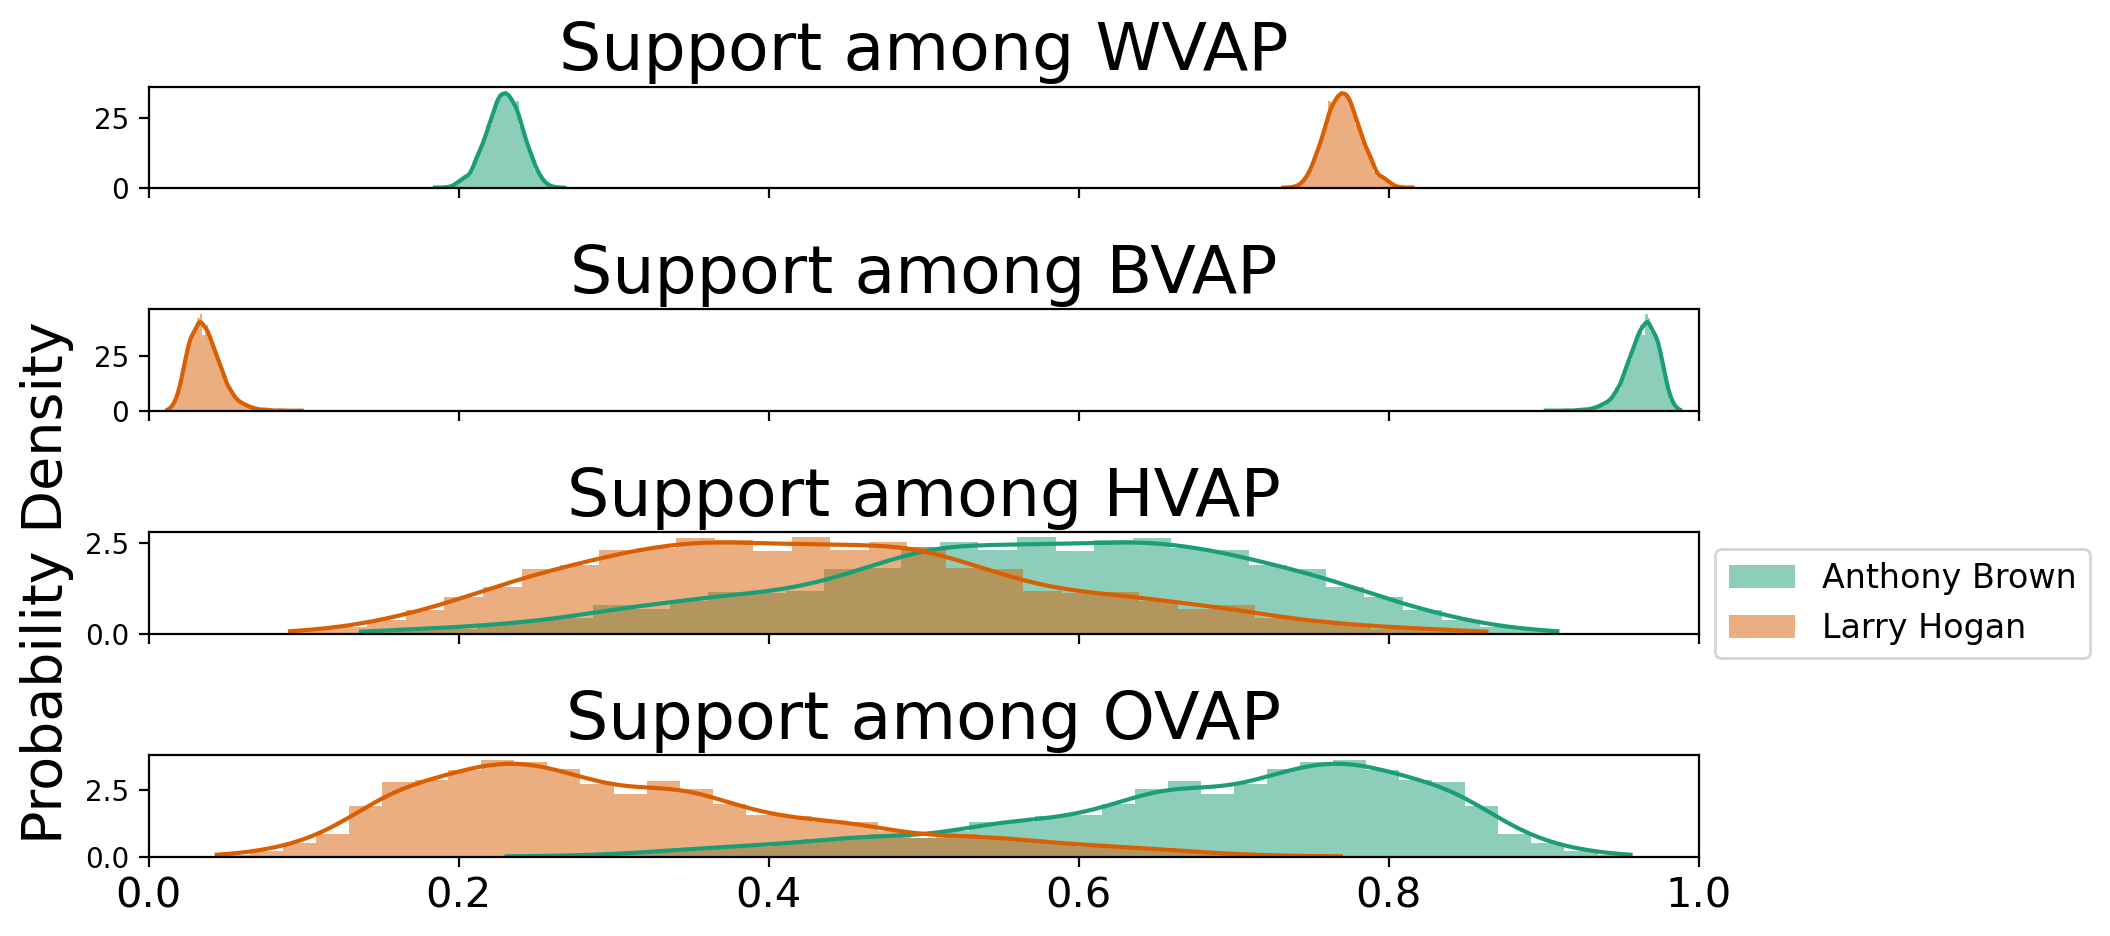 Support among WVAP
25
0
Support among BVAP
25
0
Support among HVAP
2.5
0.0
Support among OVAP
2.5
0.0
0.0 0.2 0.4 0.6 0.8 1.0
Probability Density
Anthony Brown
Larry Hogan